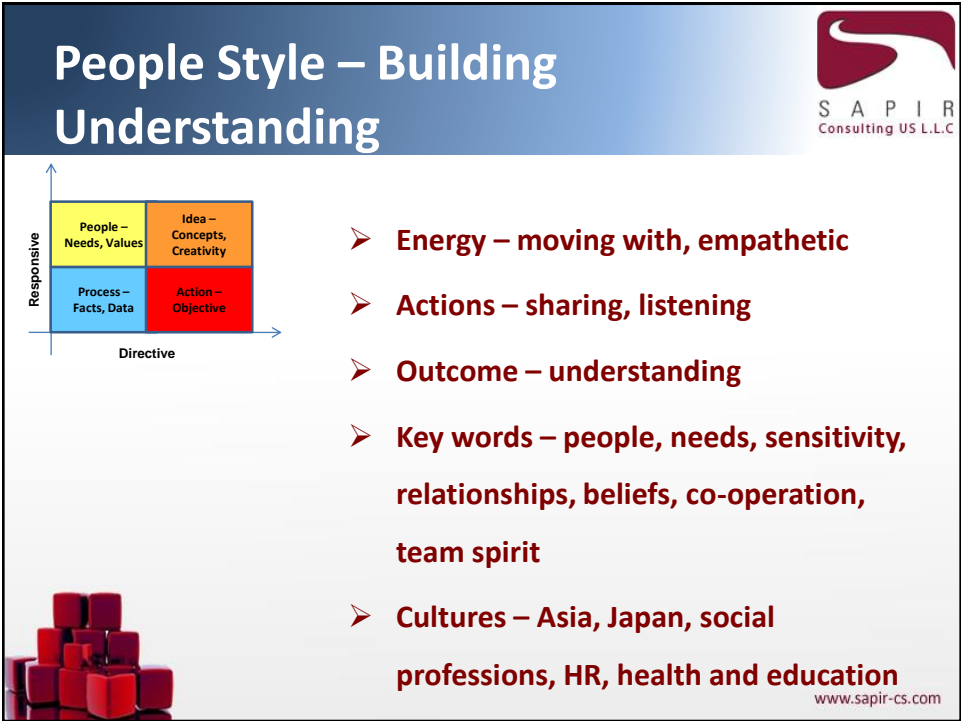 People Style – Building
Understanding
S A P I R
Consulting US L.L.C
Responsive
People –
Needs, Values
Idea –
Concepts,
Creativity
Process –
Facts, Data
Action –
Objective
Directive
➢ Energy – moving with, empathetic
➢ Actions – sharing, listening
➢ Outcome – understanding
➢ Key words – people, needs, sensitivity,
relationships, beliefs, co-operation,
team spirit
➢ Cultures – Asia, Japan, social
professions, HR, health and education
www.sapir-cs.com